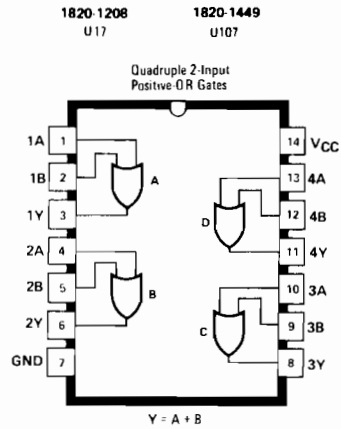 1820-1208 1820-1449
U17 U107
Quadruple 2-Input
Positive-OR Gates
1A 1 14 VCC
1B 2 A 13 4A
1Y 3 D 12 4B
2A 4 11 4Y
2B 5 B 10 3A
2Y 6 C 9 3B
GND 7 8 3Y
Y = A + B